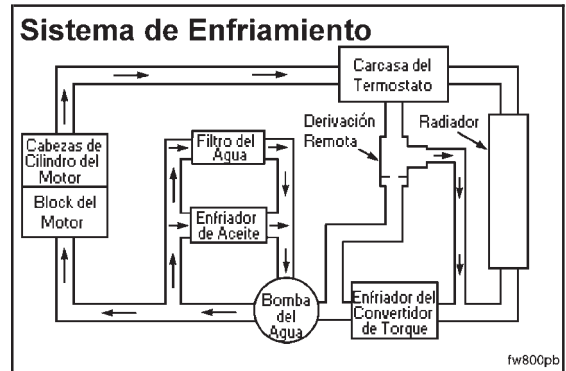 Sistema de Enfriamiento
Carcasa del
Termostato
Derivación
Remota
Radiador
Cabezas de
Cilindro del
Motor
Block del
Motor
Filtro del
Agua
Enfriador
de Aceite
Bomba
del
Agua
Enfriador del
Convertidor
de Torque
fw800pb